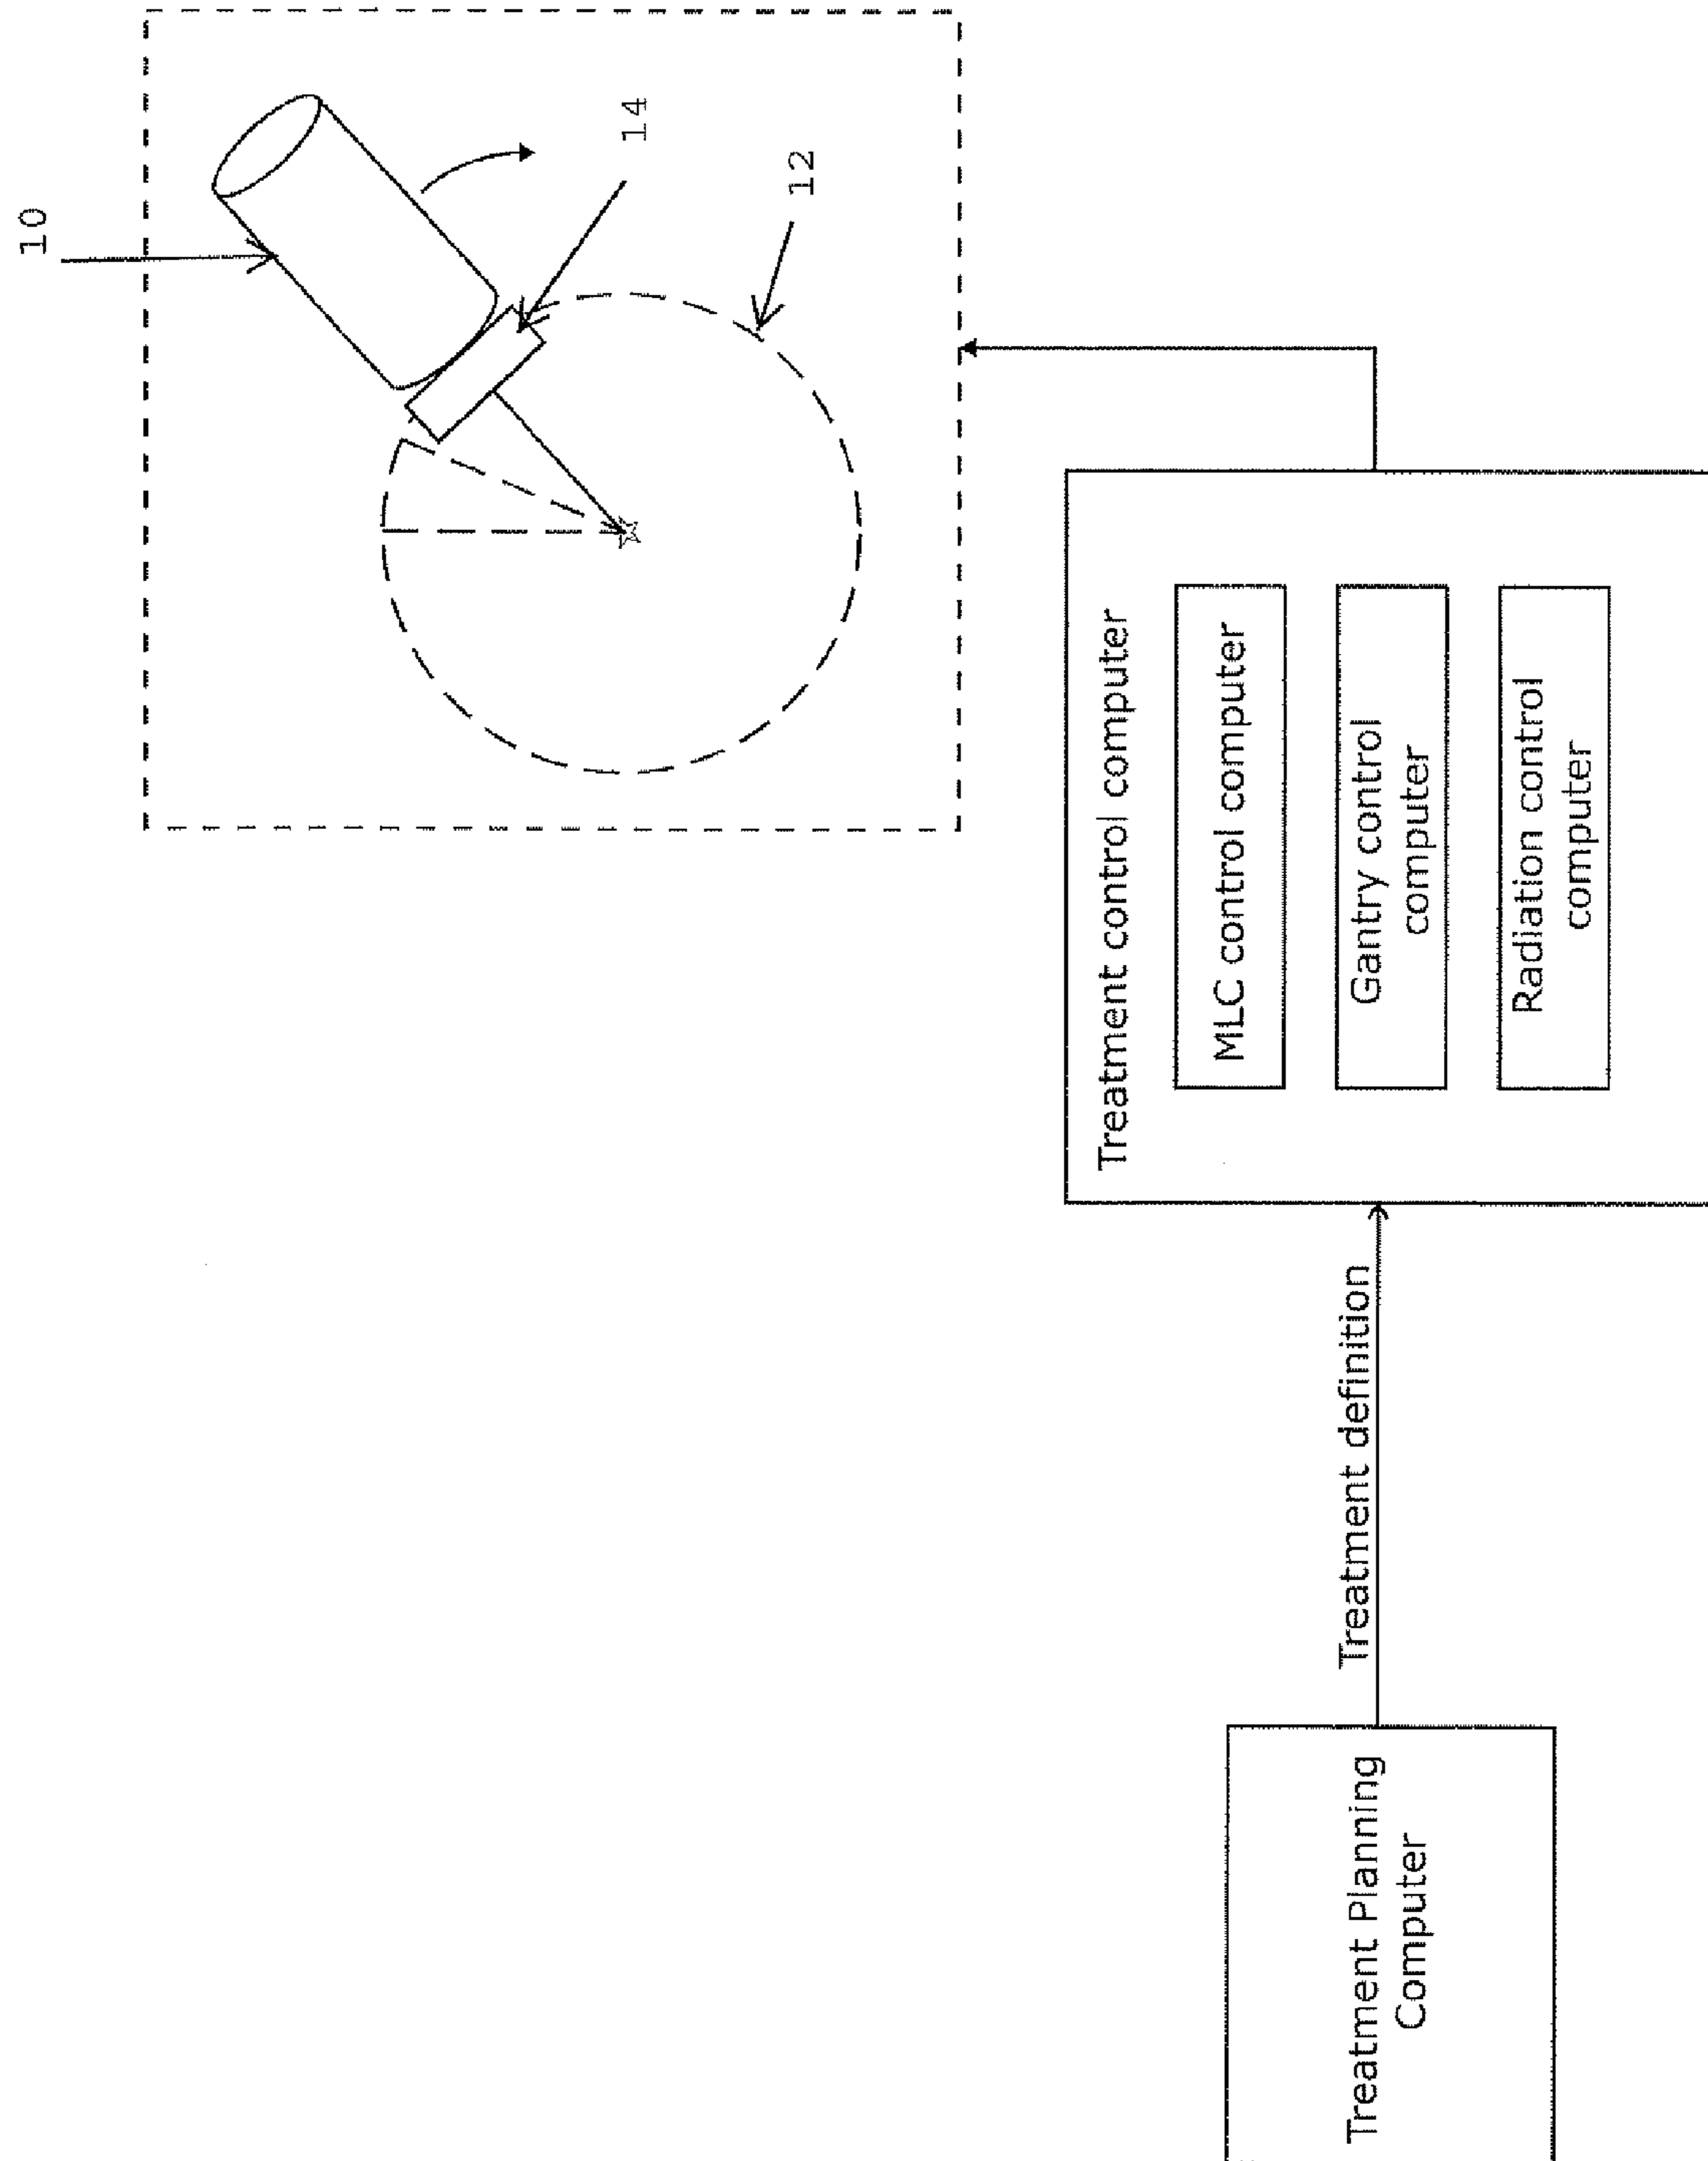 Treatment Planning
Computer
Treatment definition
Treatment control computer
MLC control computer
Gantry control
computer
Radiation control
computer
10
14
12